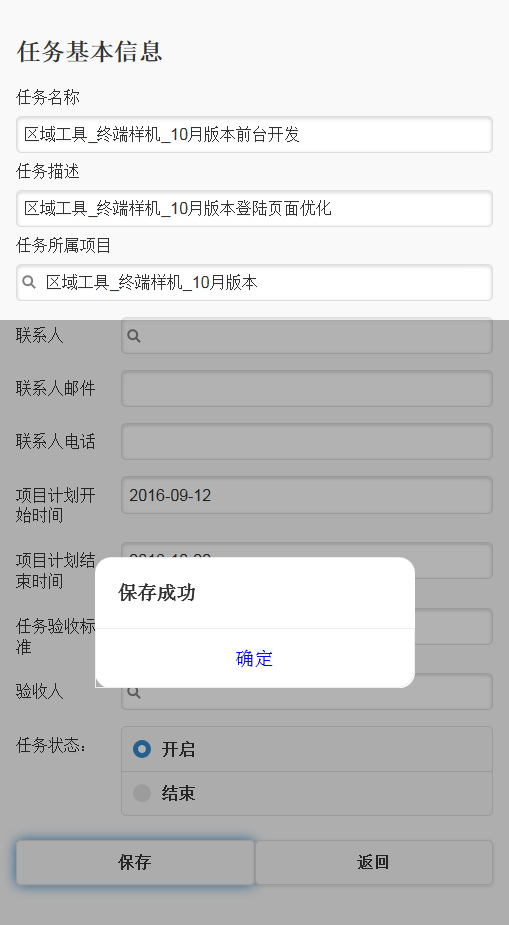 任务基本信息
任务名称
区域工具_终端样机_10月版本前台开发
任务描述
区域工具_终端样机_10月版本登陆页面优化
任务所属项目
区域工具_终端样机_10月版本
联系人
联系人邮件
联系人电话
项目计划开
始时间
2016-09-12
项目计划结
束时间
保存成功
任务验收标
准
确定
验收人
任务状态：
开启
结束
保存
返回